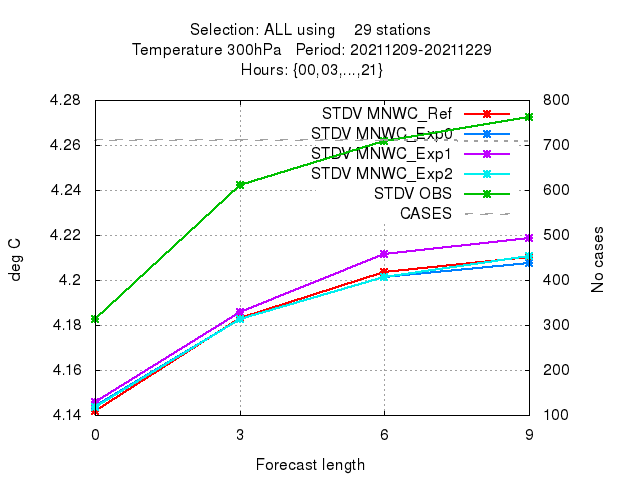 Selection: ALL using 29 stations
Temperature 300hPa Period: 20211209-20211229
Hours: {00,03,...,21}
4.28
4.26
4.24
4.22
4.2
4.18
4.16
4.14
deg C
STDV MNWC_Ref
STDV MNWC_Exp0
STDV MNWC_Exp1
STDV MNWC_Exp2
STDV OBS
CASES
800
700
600
500
400
300
200
100
No cases
0 3 6 9
Forecast length